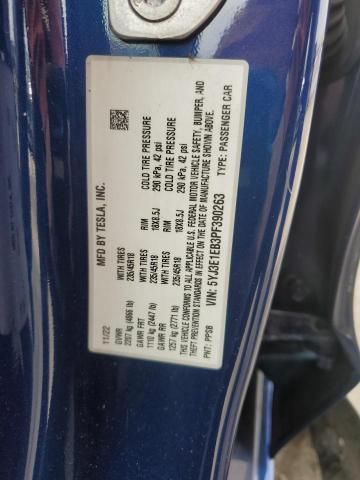 MFD BY TESLA, INC.
11/22
GVWR
2207 kg (4866 lb)
GAWR FRT WITH TIRES RIM COLD TIRE PRESSURE
1110 kg (2447 lb) 235/45R18 18X8.5J 290 kPa, 42 psi
GAWR RR WITH TIRES RIM COLD TIRE PRESSURE
1257 kg (2771 lb) 235/45R18 18X8.5J 290 kPa, 42 psi
THIS VEHICLE CONFORMS TO ALL APPLICABLE U.S. FEDERAL MOTOR VEHICLE SAFETY, BUMPER, AND
THEFT PREVENTION STANDARDS IN EFFECT ON THE DATE OF MANUFACTURE SHOWN ABOVE.
VIN: 5YJ3E1EB3PF390263 TYPE: PASSENGER CAR
PNT: PPSB